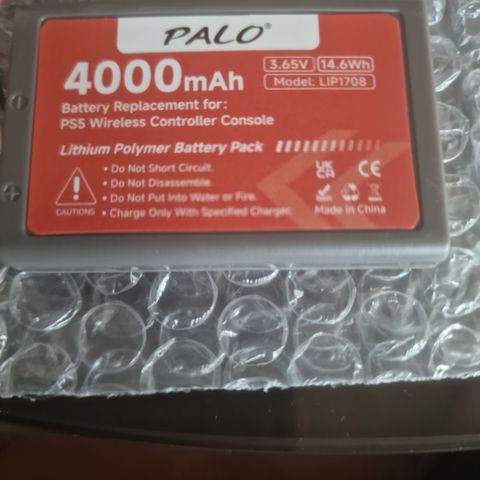 PALO®
4000mAh
3.65V 14.6Wh
Model: LIP1708
Battery Replacement for:
PS5 Wireless Controller Console
Lithium Polymer Battery Pack
• Do Not Short Circuit.
• Do Not Disassemble.
• Do Not Put Into Water or Fire.
• Charge Only With Specified Charger.
CAUTIONS
UK
CA
CE
Made in China